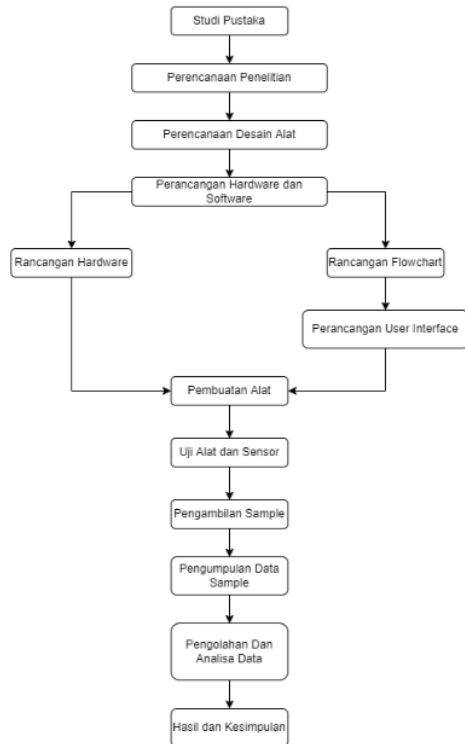 Studi Pustaka
Perencanaan Penelitian
Perencanaan Desain Alat
Perancangan Hardware dan
Software
Rancangan Hardware
Rancangan Flowchart
Perancangan User Interface
Pembuatan Alat
Uji Alat dan Sensor
Pengambilan Sample
Pengumpulan Data
Sample
Pengolahan Dan
Analisa Data
Hasil dan Kesimpulan